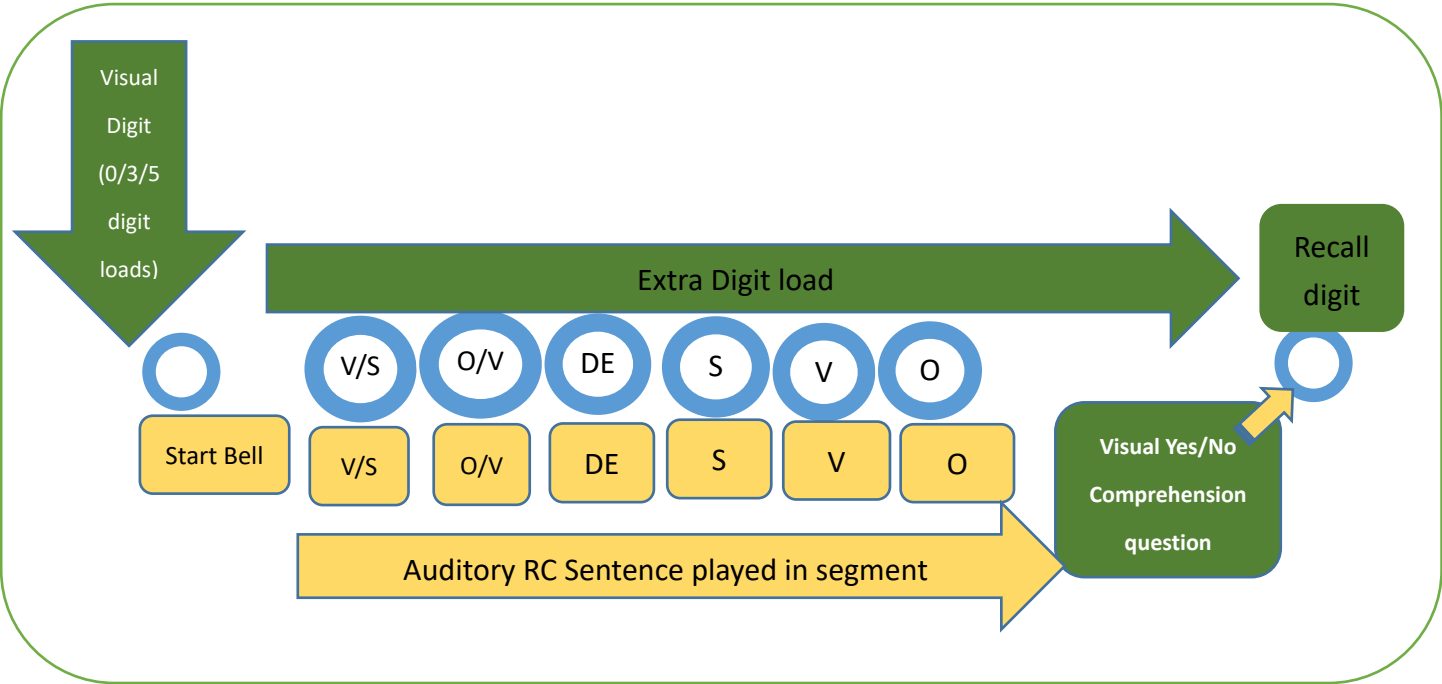 Visual
Digit
(0/3/5
digit
loads)
Extra Digit load
Recall
digit
V/S
O/V
DE
S
V
O
Start Bell
V/S
O/V
DE
S
V
O
Visual Yes/No
Comprehension
question
Auditory RC Sentence played in segment